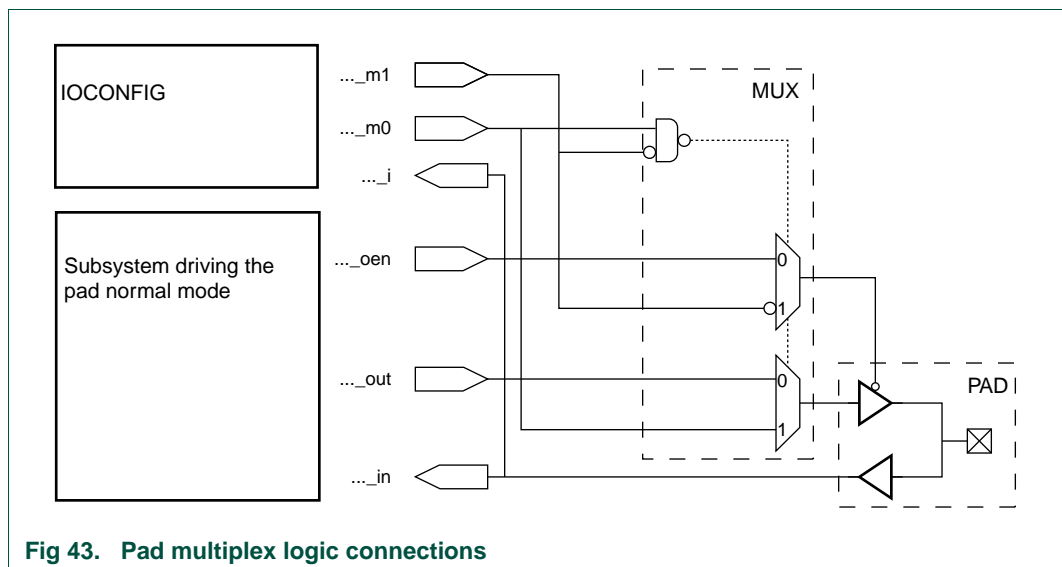 IOCONFIG
..._m1
..._m0
..._i
Subsystem driving the
pad normal mode
..._oen
..._out
..._in
MUX
0
1
0
1
PAD
Fig 43. Pad multiplex logic connections